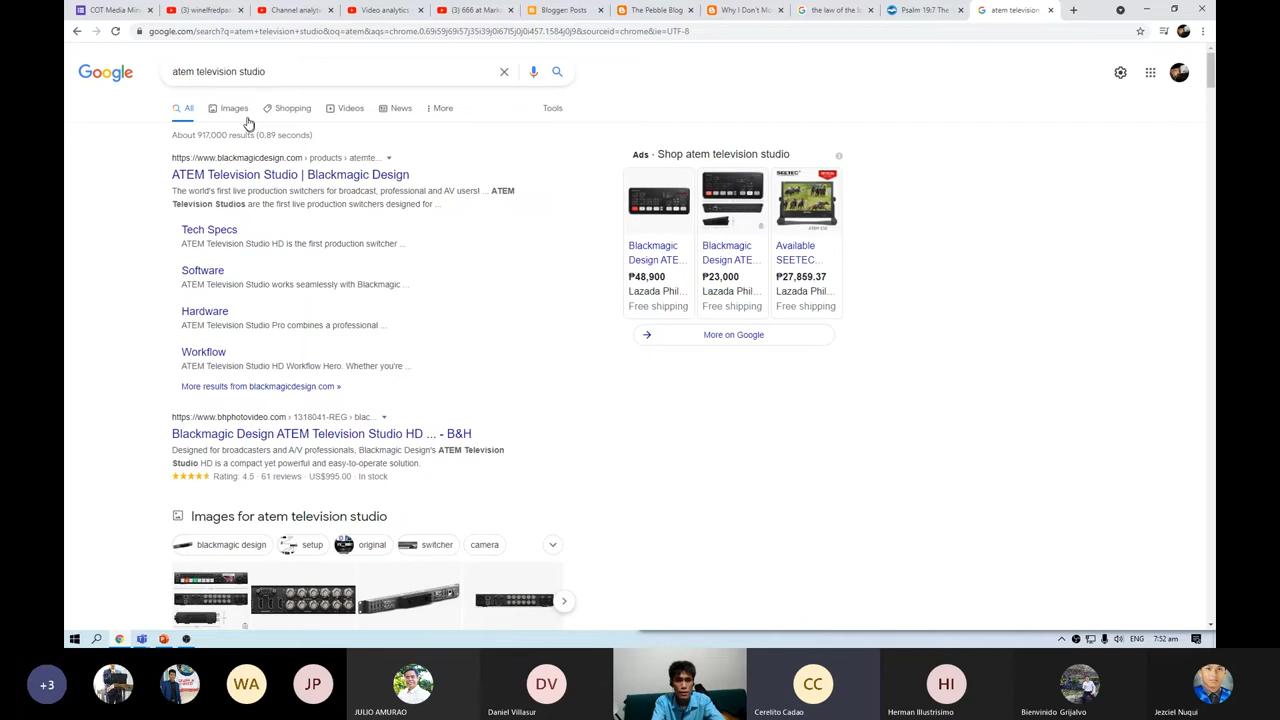 COT Media Min
(3) winelfredpas
Channel analytic
Video analytics
(3) 666 at Mark
Blogger: Posts
The Pebble Blog
Why I Don't Mo
the law of the lo
Psalm 19:7 The
atem television
google.com/search?q=atem+television+studio&oq=atem&aqs=chrome.0.69i59j69i57j35i39j0i67l5j0j0i457.1584j0j9&sourceid=chrome&ie=UTF-8
Google
atem television studio
All
Images
Shopping
Videos
News
More
Tools
About 917,000 results (0.89 seconds)
https://www.blackmagicdesign.com › products › atemte...
ATEM Television Studio | Blackmagic Design
The world's first live production switchers for broadcast, professional and AV users! ... ATEM
Television Studios are the first live production switchers designed for ...
Tech Specs
ATEM Television Studio HD is the first production switcher ...
Software
ATEM Television Studio works seamlessly with Blackmagic ...
Hardware
ATEM Television Studio Pro combines a professional ...
Workflow
ATEM Television Studio HD Workflow Hero. Whether you're ...
More results from blackmagicdesign.com »
https://www.bhphotovideo.com › 1318041-REG › blac...
Blackmagic Design ATEM Television Studio HD ... - B&H
Designed for broadcasters and A/V professionals, Blackmagic Design's ATEM Television
Studio HD is a compact yet powerful and easy-to-operate solution.
Rating: 4.5 · 61 reviews · US$995.00 · In stock
Images for atem television studio
blackmagic design
setup
original
switcher
camera
Ads · Shop atem television studio
SEETEC
Blackmagic
Design ATE...
₱48,900
Lazada Phil...
Free shipping
Blackmagic
Design ATE...
₱23,000
Lazada Phil...
Free shipping
Available
SEETEC...
₱27,859.37
Lazada Phil...
Free shipping
More on Google
ENG
7:52 am
+3
WA
JP
JULIO AMURAO
DV
Daniel Villasur
CC
Cerelito Cadao
HI
Herman Illustrisimo
Bienvenido Grijalvo
Jezciel Nuqui